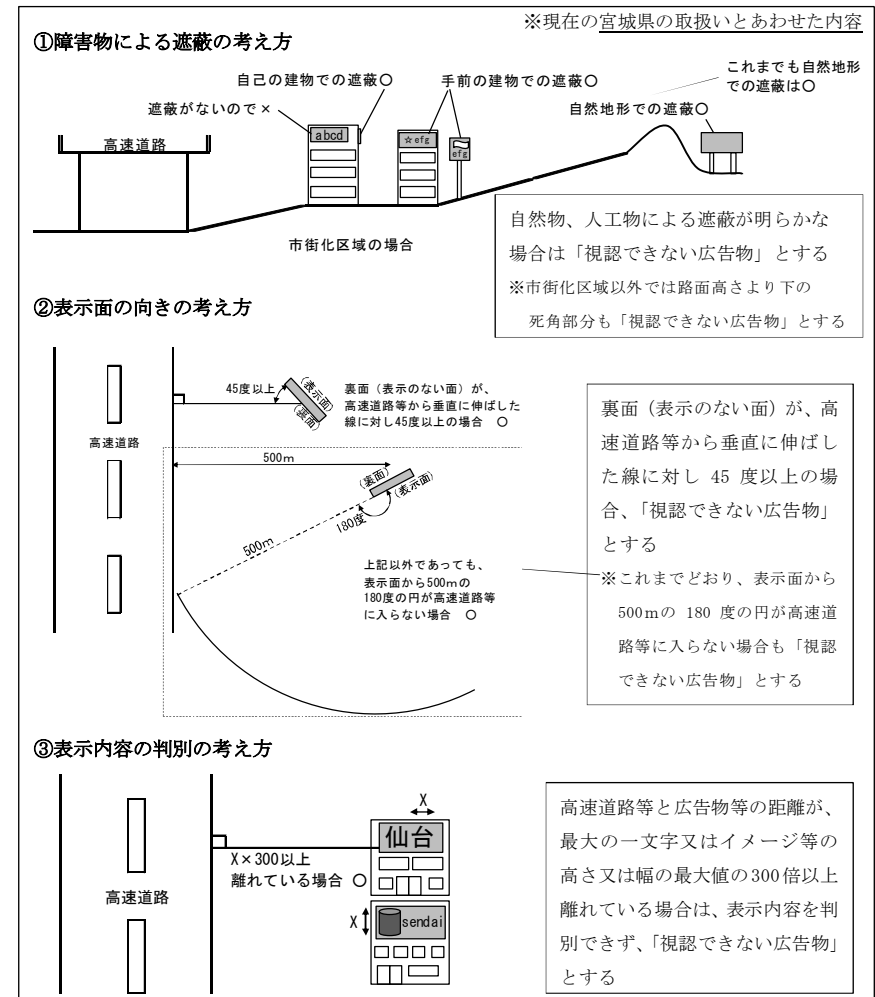 ※現在の宮城県の取扱いとあわせた内容
①障害物による遮蔽の考え方
これまでも自然地形
での遮蔽は〇
自己の建物での遮蔽〇
手前の建物での遮蔽〇
遮蔽がないので×
自然地形での遮蔽〇
高速道路
abcd
☆efg
efg
市街化区域の場合
自然物、人工物による遮蔽が明らかな
場合は「視認できない広告物」とする
※市街化区域以外では路面高さより下の
死角部分も「視認できない広告物」とする
②表示面の向きの考え方
高速道路
45度以上
(表示面)
(裏面)
裏面（表示のない面）が、
高速道路等から垂直に伸ばした
線に対し45度以上の場合　〇
500m
(裏面)
(表示面)
180度
500m
上記以外であっても、
表示面から500mの
180度の円が高速道路等
に入らない場合　〇
裏面（表示のない面）が、高
速道路等から垂直に伸ばし
た線に対し 45 度以上の場
合、「視認できない広告物」
とする
※これまでどおり、表示面から
500mの 180 度の円が高速道
路等に入らない場合も「視認
できない広告物」とする
③表示内容の判別の考え方
高速道路
X
仙台
X×300以上
離れている場合　〇
X
sendai
高速道路等と広告物等の距離が、
最大の一文字又はイメージ等の
高さ又は幅の最大値の300倍以上
離れている場合は、表示内容を判
別できず、「視認できない広告物」
とする